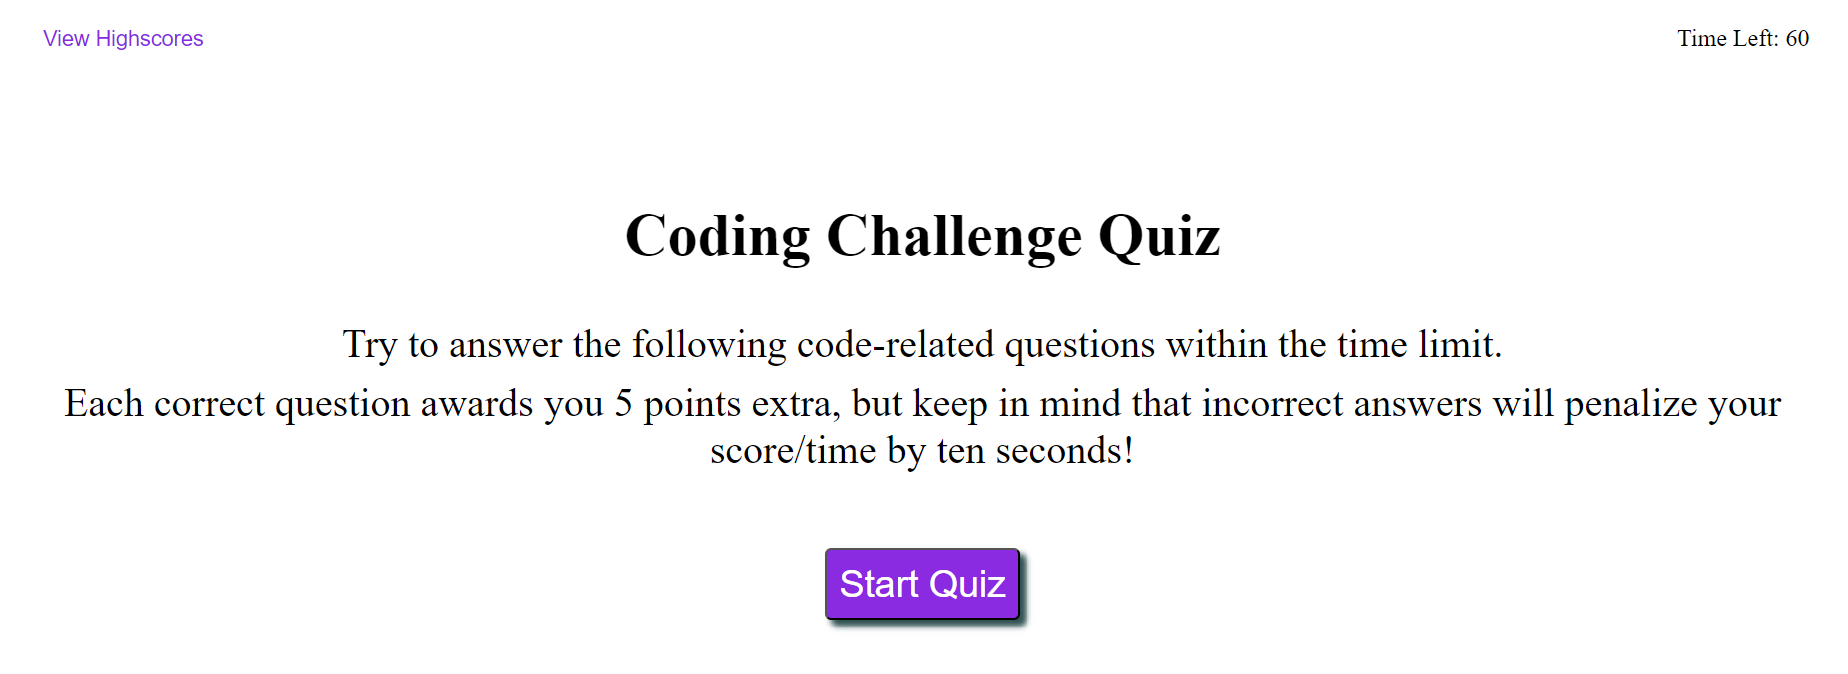 View Highscores
Time Left: 60
Coding Challenge Quiz
Try to answer the following code-related questions within the time limit.
Each correct question awards you 5 points extra, but keep in mind that incorrect answers will penalize your
score/time by ten seconds!
Start Quiz